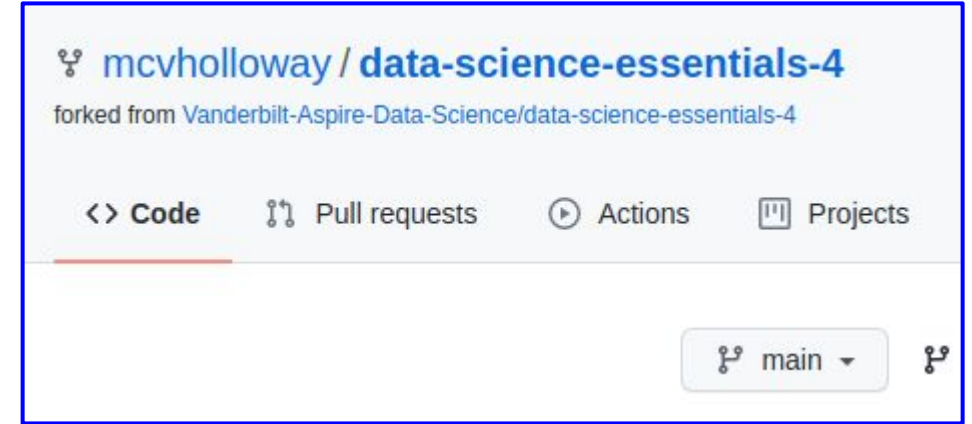 mcvholloway / data-science-essentials-4
forked from Vanderbilt-Aspire-Data-Science/data-science-essentials-4
<> Code Pull requests Actions Projects
main